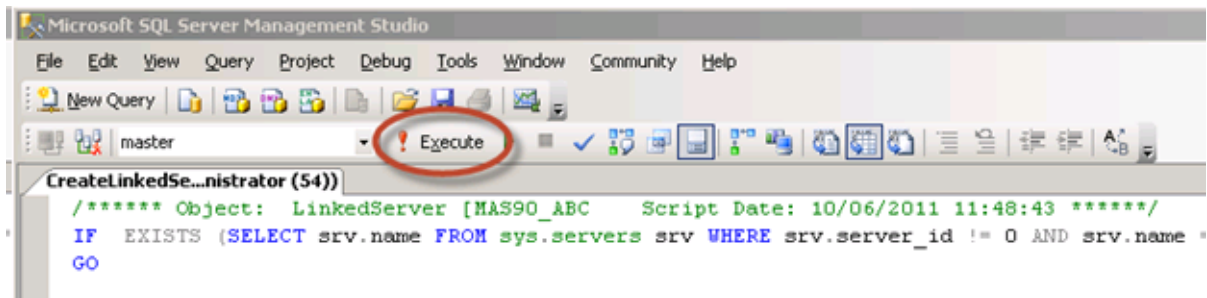 Microsoft SQL Server Management Studio
File Edit View Query Project Debug Tools Window Community Help
New Query
master Execute
CreateLinkedSe...nistrator (54))
/****** Object:  LinkedServer [MAS90_ABC    Script Date: 10/06/2011 11:48:43 ******/
IF  EXISTS (SELECT srv.name FROM sys.servers srv WHERE srv.server_id != 0 AND srv.name =
GO